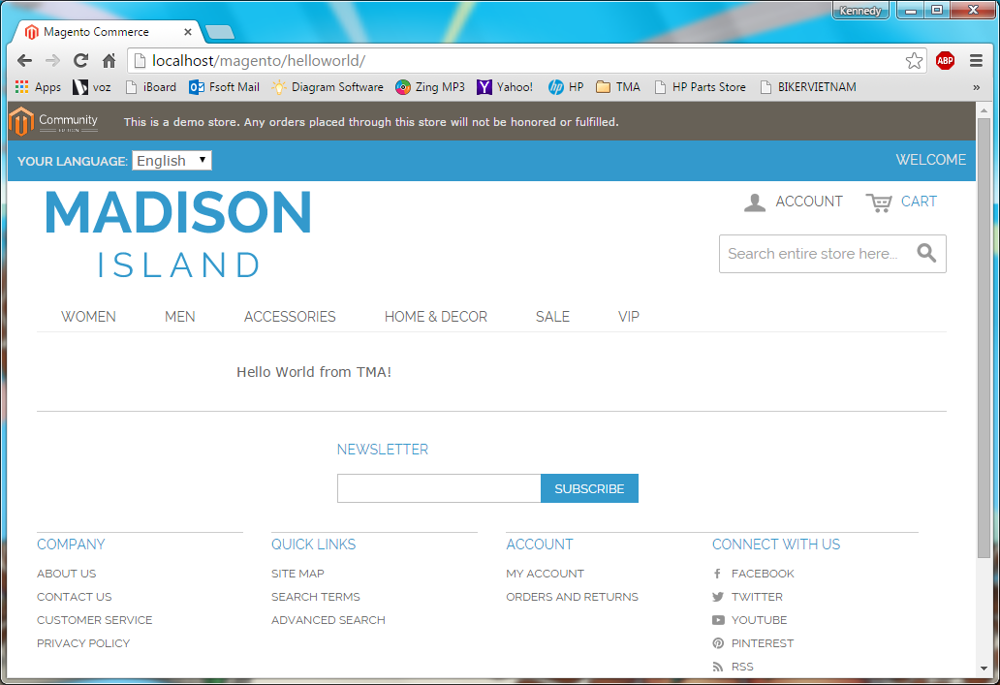 Kennedy
Magento Commerce
localhost/magento/helloworld/
ABP
Apps voz iBoard Fsoft Mail Diagram Software Zing MP3 Yahoo! HP TMA HP Parts Store BIKERVIETNAM »
Community This is a demo store. Any orders placed through this store will not be honored or fulfilled.
YOUR LANGUAGE: English WELCOME
MADISON
ISLAND
ACCOUNT CART
Search entire store here...
WOMEN MEN ACCESSORIES HOME & DECOR SALE VIP
Hello World from TMA!
NEWSLETTER
SUBSCRIBE
COMPANY QUICK LINKS ACCOUNT CONNECT WITH US
ABOUT US SITE MAP MY ACCOUNT FACEBOOK
CONTACT US SEARCH TERMS ORDERS AND RETURNS TWITTER
CUSTOMER SERVICE ADVANCED SEARCH YOUTUBE
PRIVACY POLICY PINTEREST
RSS